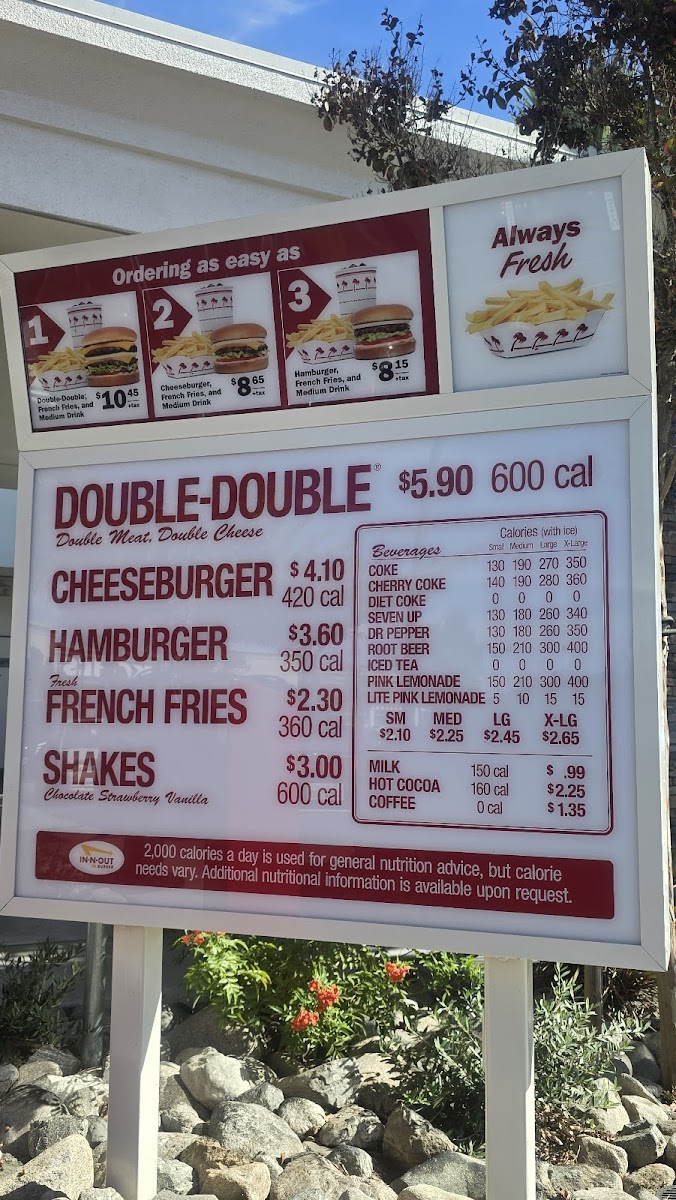 Ordering as easy as
1
Double-Double,
French Fries, and
Medium Drink
$10 45
+tax
2
Cheeseburger,
French Fries, and
Medium Drink
$8 65
+tax
3
Hamburger,
French Fries, and
Medium Drink
$8 15
+tax
Always
Fresh
DOUBLE-DOUBLE® $5.90 600 cal
Double Meat, Double Cheese
CHEESEBURGER $4.10
420 cal
HAMBURGER $3.60
350 cal
Fresh
FRENCH FRIES $2.30
360 cal
SHAKES $3.00
Chocolate Strawberry Vanilla 600 cal
Calories (with Ice)
Beverages Small Medium Large X-Large
COKE 130 190 270 350
CHERRY COKE 140 190 280 360
DIET COKE 0 0 0 0
SEVEN UP 130 180 260 340
DR PEPPER 130 180 260 350
ROOT BEER 150 210 300 400
ICED TEA 0 0 0 0
PINK LEMONADE 150 210 300 400
LITE PINK LEMONADE 5 10 15 15
SM MED LG X-LG
$2.10 $2.25 $2.45 $2.65
MILK 150 cal $ .99
HOT COCOA 160 cal $2.25
COFFEE 0 cal $1.35
IN-N-OUT
BURGER
2,000 calories a day is used for general nutrition advice, but calorie
needs vary. Additional nutritional information is available upon request.